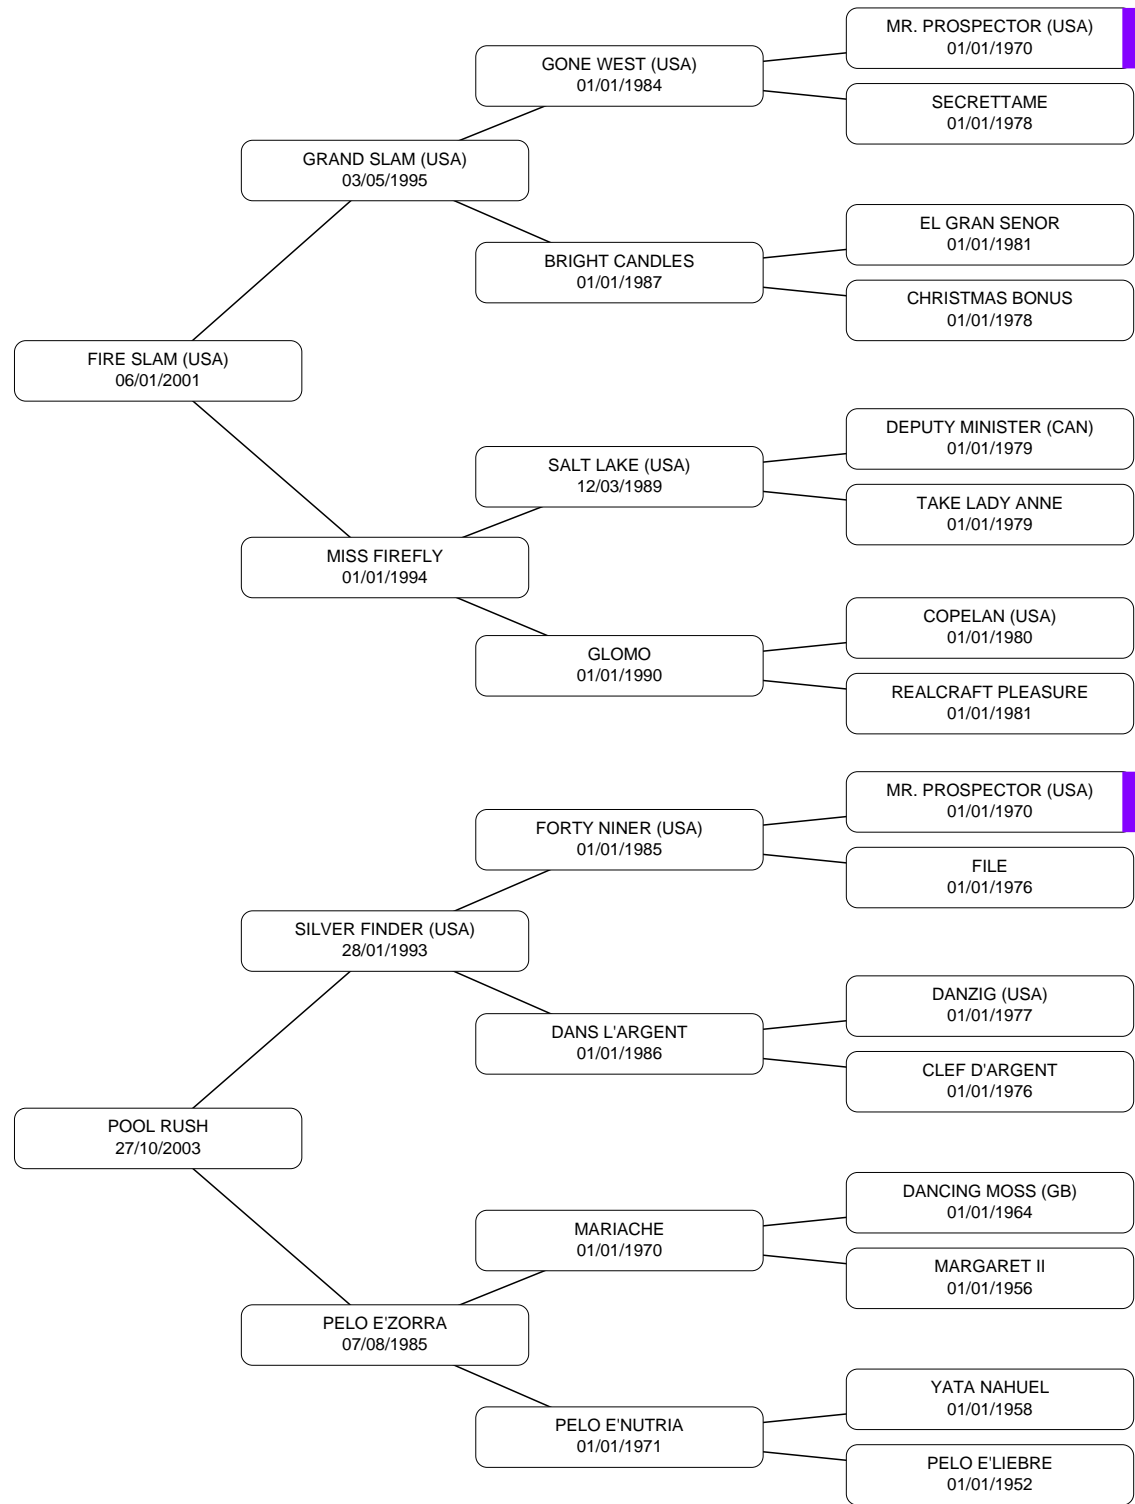 MR. PROSPECTOR (USA)
01/01/1970
GONE WEST (USA)
01/01/1984
SECRETTAME
01/01/1978
GRAND SLAM (USA)
03/05/1995
EL GRAN SENOR
01/01/1981
BRIGHT CANDLES
01/01/1987
CHRISTMAS BONUS
01/01/1978
FIRE SLAM (USA)
06/01/2001
DEPUTY MINISTER (CAN)
01/01/1979
SALT LAKE (USA)
12/03/1989
TAKE LADY ANNE
01/01/1979
MISS FIREFLY
01/01/1994
COPELAN (USA)
01/01/1980
GLOMO
01/01/1990
REALCRAFT PLEASURE
01/01/1981
MR. PROSPECTOR (USA)
01/01/1970
FORTY NINER (USA)
01/01/1985
FILE
01/01/1976
SILVER FINDER (USA)
28/01/1993
DANZIG (USA)
01/01/1977
DANS L'ARGENT
01/01/1986
CLEF D'ARGENT
01/01/1976
POOL RUSH
27/10/2003
DANCING MOSS (GB)
01/01/1964
MARIACHE
01/01/1970
MARGARET II
01/01/1956
PELO E'ZORRA
07/08/1985
YATA NAHUEL
01/01/1958
PELO E'NUTRIA
01/01/1971
PELO E'LIEBRE
01/01/1952